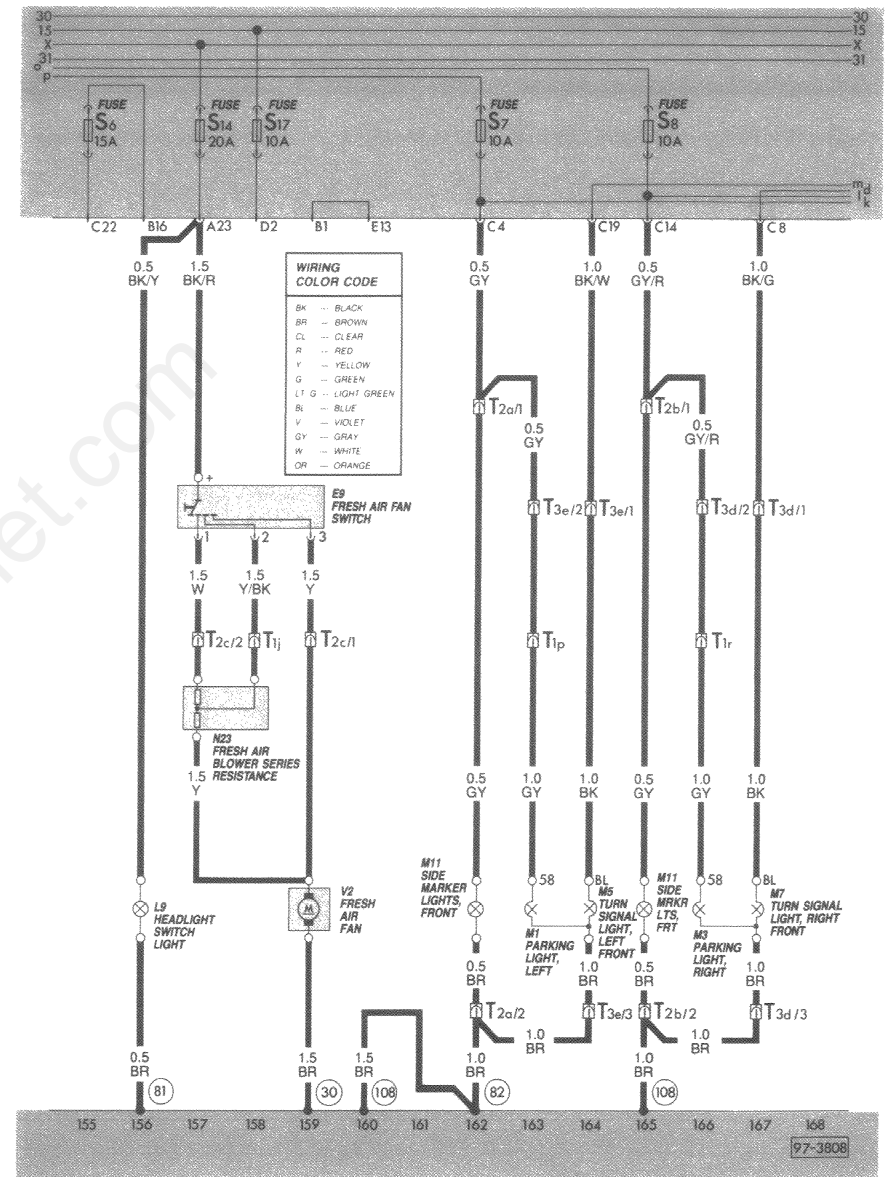 30 30
15 15
X X
31 31
o
p
FUSE S6 15A
FUSE S14 20A
FUSE S17 10A
FUSE S7 10A
FUSE S8 10A
m
d
l
k
C22 B16 A23 D2 B1 E13 C4 C19 C14 C8
0.5 BK/Y
1.5 BK/R
0.5 GY
1.0 BK/W
0.5 GY/R
1.0 BK/G
WIRING
COLOR CODE
BK -- BLACK
BR -- BROWN
CL -- CLEAR
R -- RED
Y -- YELLOW
G -- GREEN
LT G -- LIGHT GREEN
BL -- BLUE
V -- VIOLET
GY -- GRAY
W -- WHITE
OR -- ORANGE
T2a/1
0.5 GY
T2b/1
0.5 GY/R
+
E9
FRESH AIR FAN
SWITCH
1 2 3
T3e/2 T3e/1 T3d/2 T3d/1
1.5 W
1.5 Y/BK
1.5 Y
T2c/2 T1j T2c/1 T1p T1r
N23
FRESH AIR
BLOWER SERIES
RESISTANCE
1.5 Y
0.5 GY
1.0 GY
1.0 BK
0.5 GY
1.0 GY
1.0 BK
L9
HEADLIGHT
SWITCH
LIGHT
M
V2
FRESH
AIR
FAN
M11
SIDE
MARKER
LIGHTS,
FRONT
58
M1
PARKING
LIGHT,
LEFT
BL
M5
TURN
SIGNAL
LIGHT,
LEFT
FRONT
M11
SIDE
MRKR
LTS,
FRT
58
M3
PARKING
LIGHT,
RIGHT
BL
M7
TURN SIGNAL
LIGHT, RIGHT
FRONT
0.5 BR
1.0 BR
0.5 BR
1.0 BR
T2a/2 T3e/3 T2b/2 T3d/3
1.0 BR
1.0 BR
0.5 BR
1.5 BR
1.5 BR
1.0 BR
1.0 BR
81 30 108 82 108
155 156 157 158 159 160 161 162 163 164 165 166 167 168
97-3808
net.com